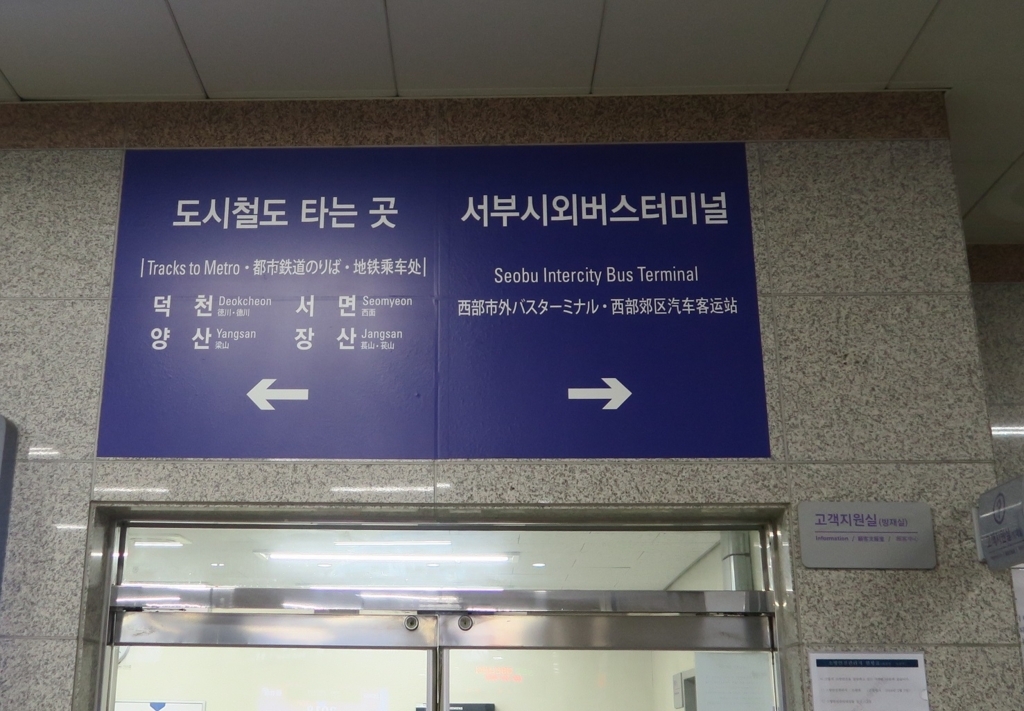 도시철도 타는 곳
Tracks to Metro・都市鉄道のりば・地铁乘车处
덕 천 Deokcheon 서 면 Seomyeon
德川・德川 西面
양 산 Yangsan 장 산 Jangsan
梁山 萇山・苌山
←
서부시외버스터미널
Seobu Intercity Bus Terminal
西部市外バスターミナル・西部郊区汽车客运站
→
고객지원실(방재실)
Information /